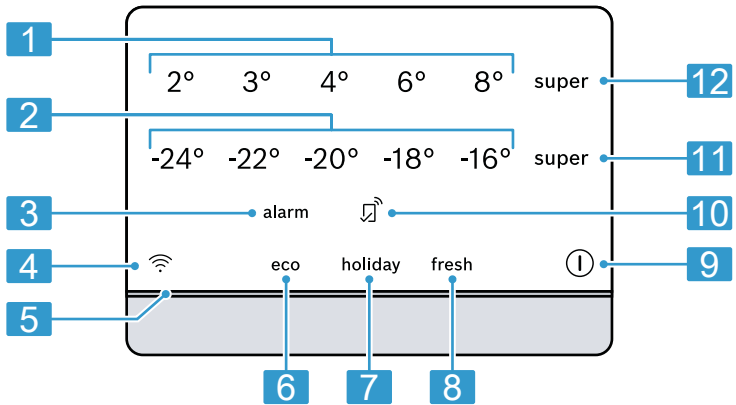 1
2° 3° 4° 6° 8° super 12
2
-24° -22° -20° -18° -16° super 11
3 alarm 10
4 eco holiday fresh 9
5
6 7 8